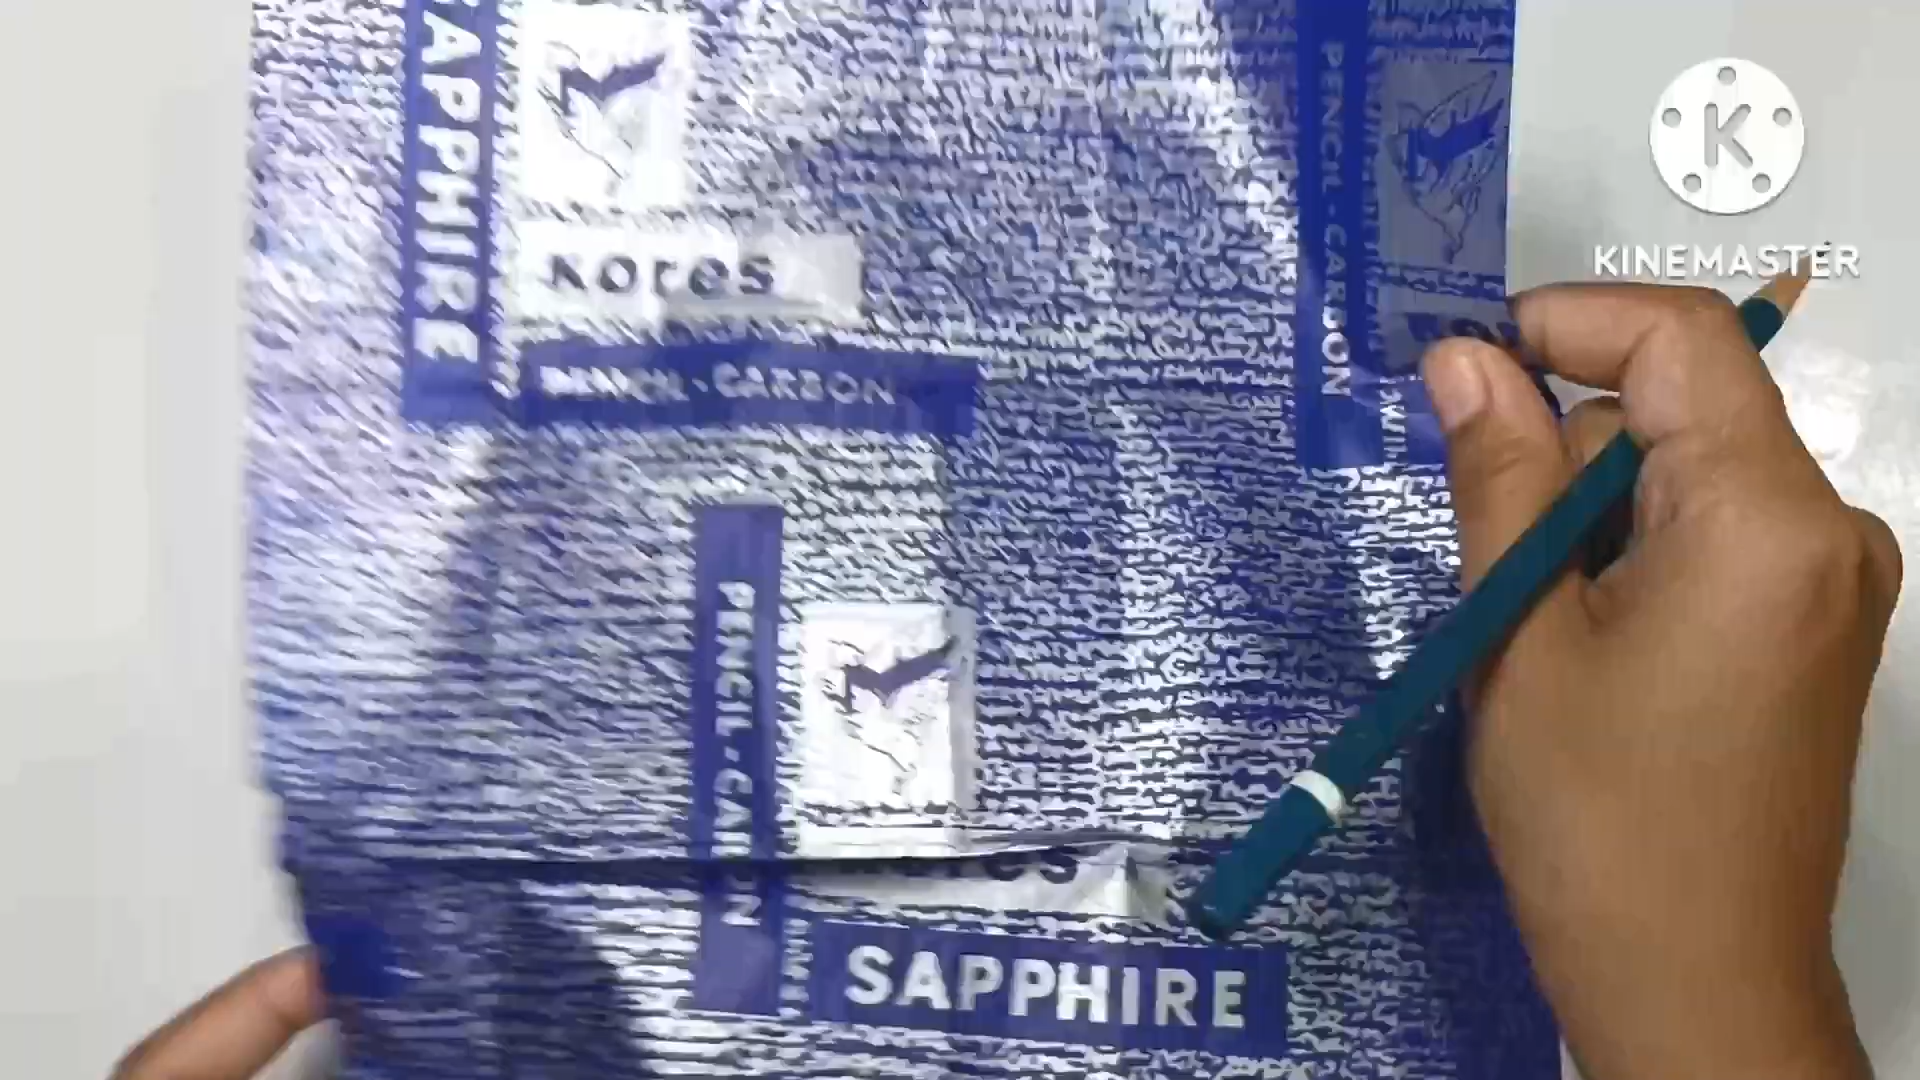 SAPPHIRE
Kores
PENCIL-CARBON
PENCIL-CARBON
K
KINEMASTER
PENCIL-CARBON
SAPPHIRE